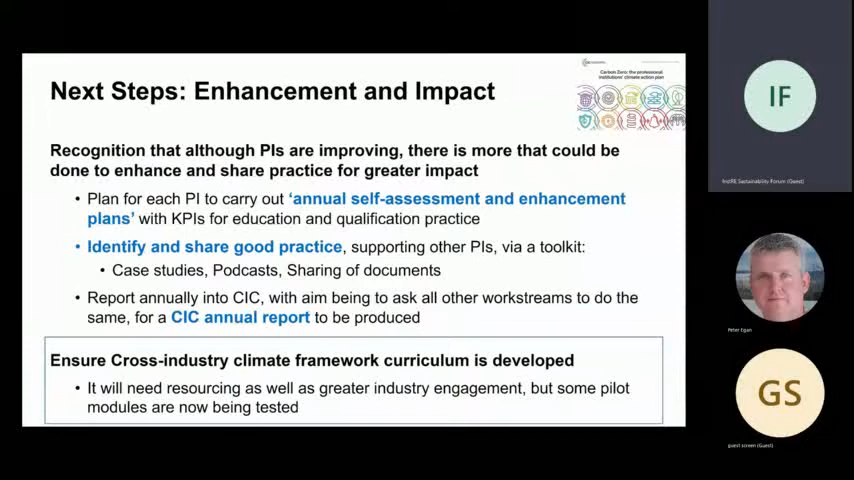 Next Steps: Enhancement and Impact
Carbon Zero: the professional
institutions' climate action plan
Recognition that although PIs are improving, there is more that could be
done to enhance and share practice for greater impact
• Plan for each PI to carry out ‘annual self-assessment and enhancement
plans’ with KPIs for education and qualification practice
• Identify and share good practice, supporting other PIs, via a toolkit:
• Case studies, Podcasts, Sharing of documents
• Report annually into CIC, with aim being to ask all other workstreams to do the
same, for a CIC annual report to be produced
Ensure Cross-industry climate framework curriculum is developed
• It will need resourcing as well as greater industry engagement, but some pilot
modules are now being tested
IF
Sustainability Forum (Guest)
Peter Egan
GS
guest screen (Guest)